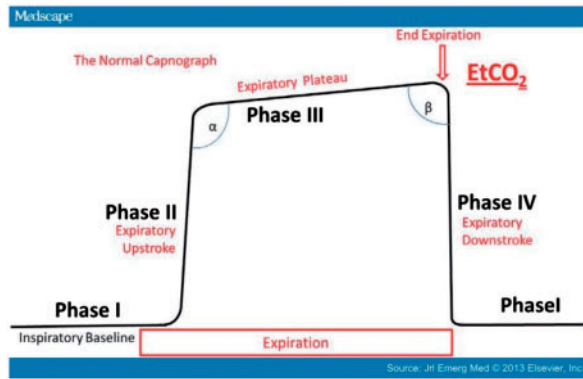 Medscape
End Expiration
The Normal Capnograph
EtCO₂
Expiratory Plateau
Phase III
α
β
Phase II
Expiratory
Upstroke
Phase IV
Expiratory
Downstroke
Phase I
PhaseI
Inspiratory Baseline
Expiration
Source: Jrl Emerg Med © 2013 Elsevier, Inc